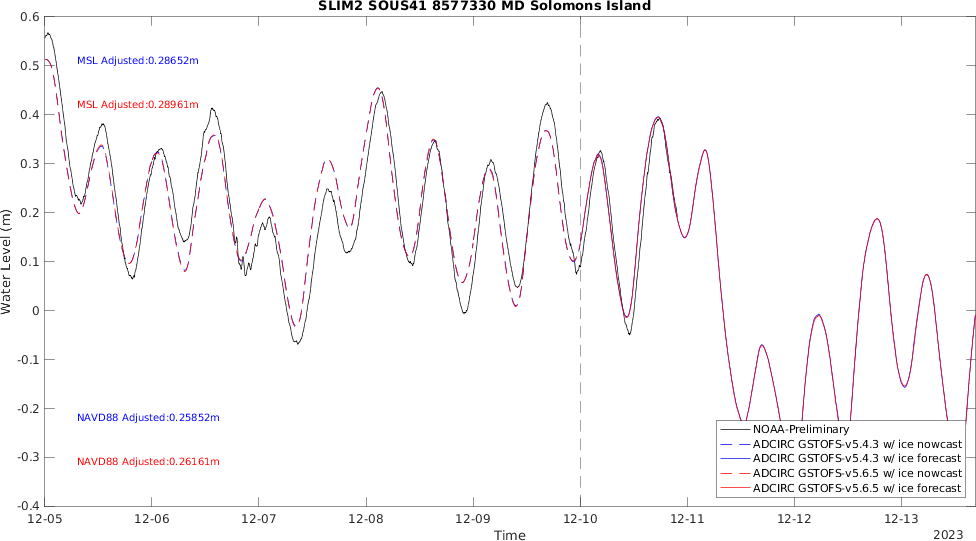 SLIM2 SOUS41 8577330 MD Solomons Island
0.6
0.5
0.4
0.3
0.2
0.1
0
-0.1
-0.2
-0.3
-0.4
Water Level (m)
MSL Adjusted:0.28652m
MSL Adjusted:0.28961m
NAVD88 Adjusted:0.25852m
NAVD88 Adjusted:0.26161m
NOAA-Preliminary
ADCIRC GSTOFS-v5.4.3 w/ ice nowcast
ADCIRC GSTOFS-v5.4.3 w/ ice forecast
ADCIRC GSTOFS-v5.6.5 w/ ice nowcast
ADCIRC GSTOFS-v5.6.5 w/ ice forecast
12-05 12-06 12-07 12-08 12-09 12-10 12-11 12-12 12-13
Time
2023